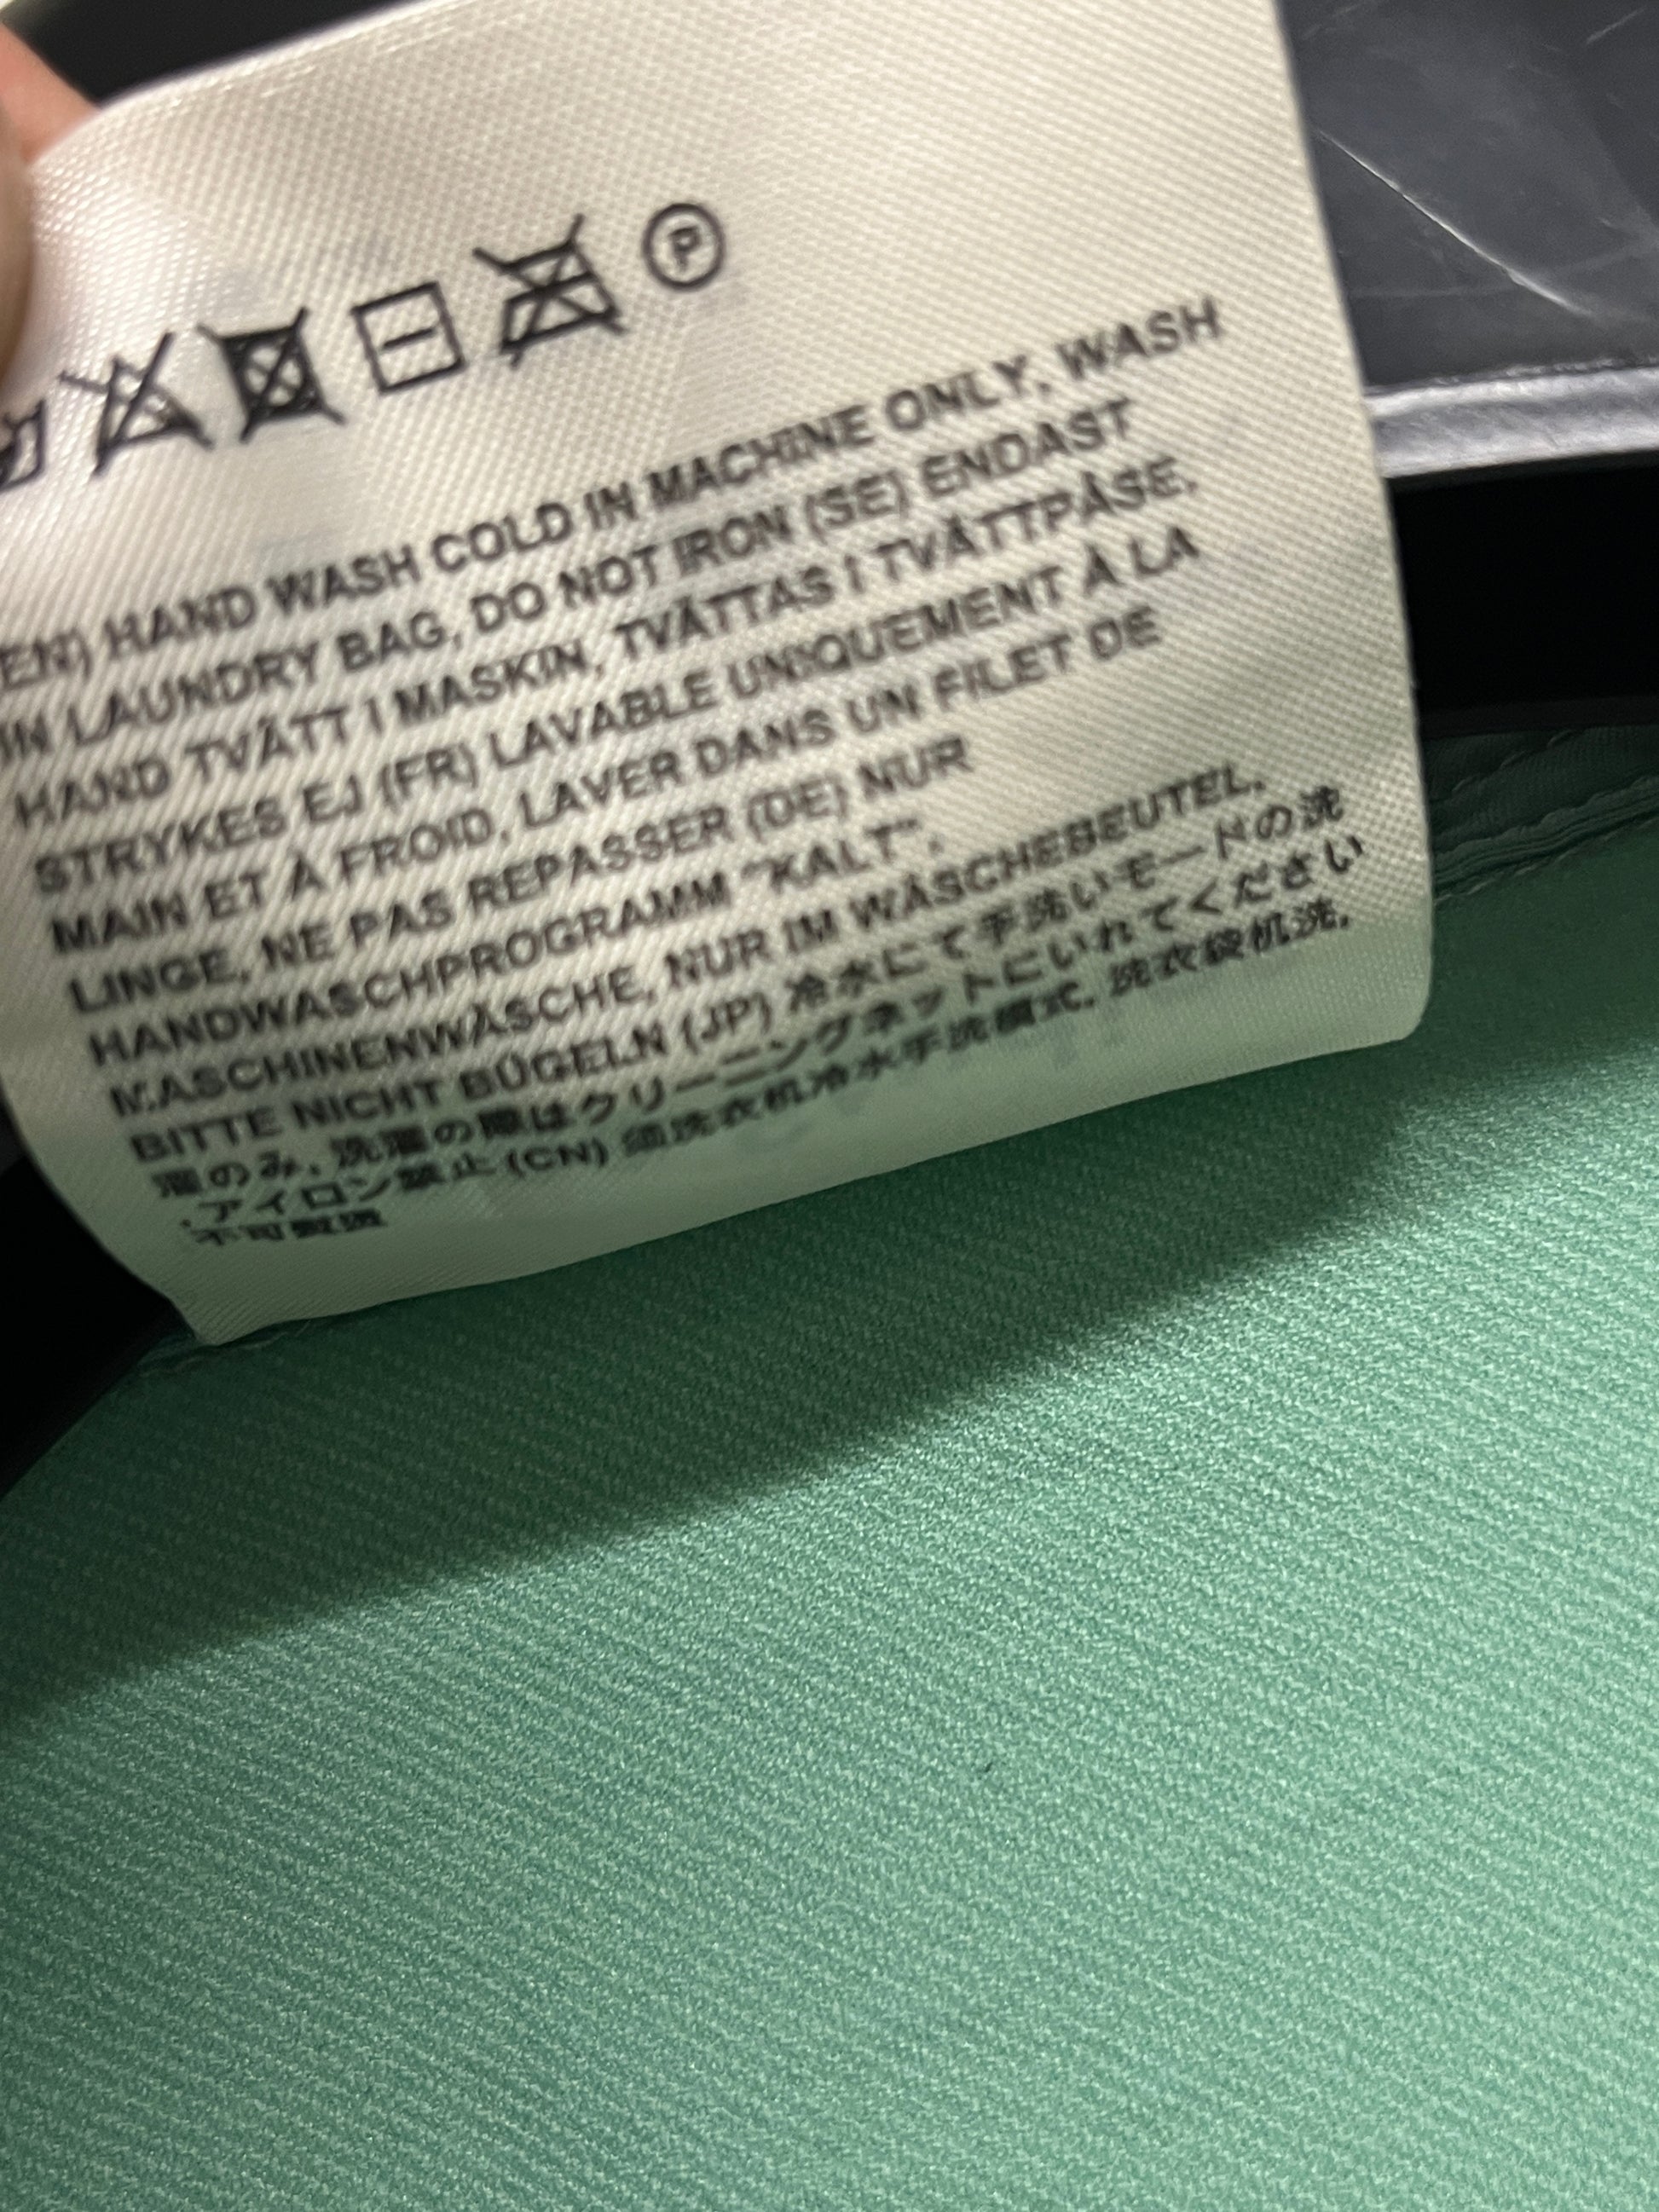 P
(EN) HAND WASH COLD IN MACHINE ONLY, WASH
IN LAUNDRY BAG, DO NOT IRON (SE) ENDAST
HAND TVÄTT I MASKIN, TVÄTTAS I TVÄTTPÅSE,
STRYKES EJ (FR) LAVABLE UNIQUEMENT À LA
MAIN ET À FROID, LAVER DANS UN FILET DE
LINGE, NE PAS REPASSER (DE) NUR
HANDWASCHPROGRAMM "KALT",
MASCHINENWÄSCHE, NUR IM WÄSCHEBEUTEL,
BITTE NICHT BÜGELN (JP) 冷水にて手洗いモードの洗
濯のみ, 洗濯の際はクリーニングネットにいれてください
,アイロン禁止 (CN) 须洗衣机冷水手洗模式, 洗衣袋机洗,
不可